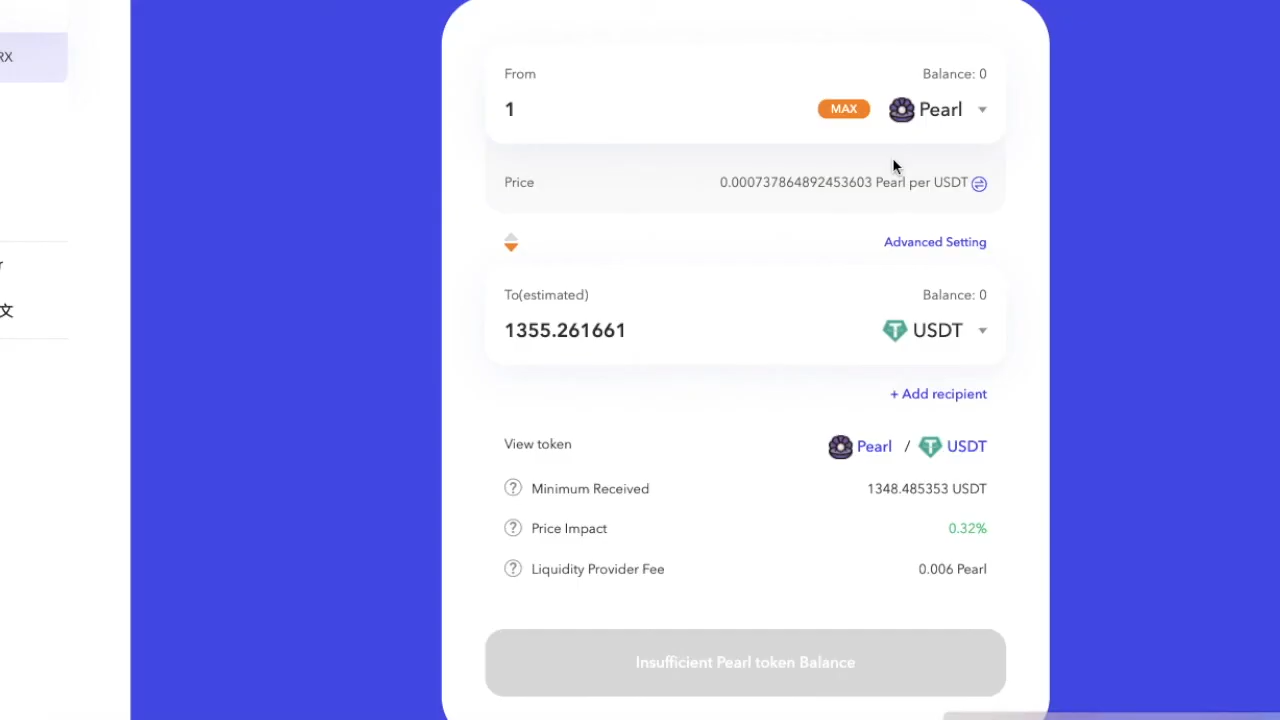 RX
r
文
From
Balance: 0
1
MAX
Pearl
Price
0.000737864892453603 Pearl per USDT
Advanced Setting
To(estimated)
Balance: 0
1355.261661
USDT
+ Add recipient
View token
Pearl / USDT
? Minimum Received
1348.485353 USDT
? Price Impact
0.32%
? Liquidity Provider Fee
0.006 Pearl
Insufficient Pearl token Balance